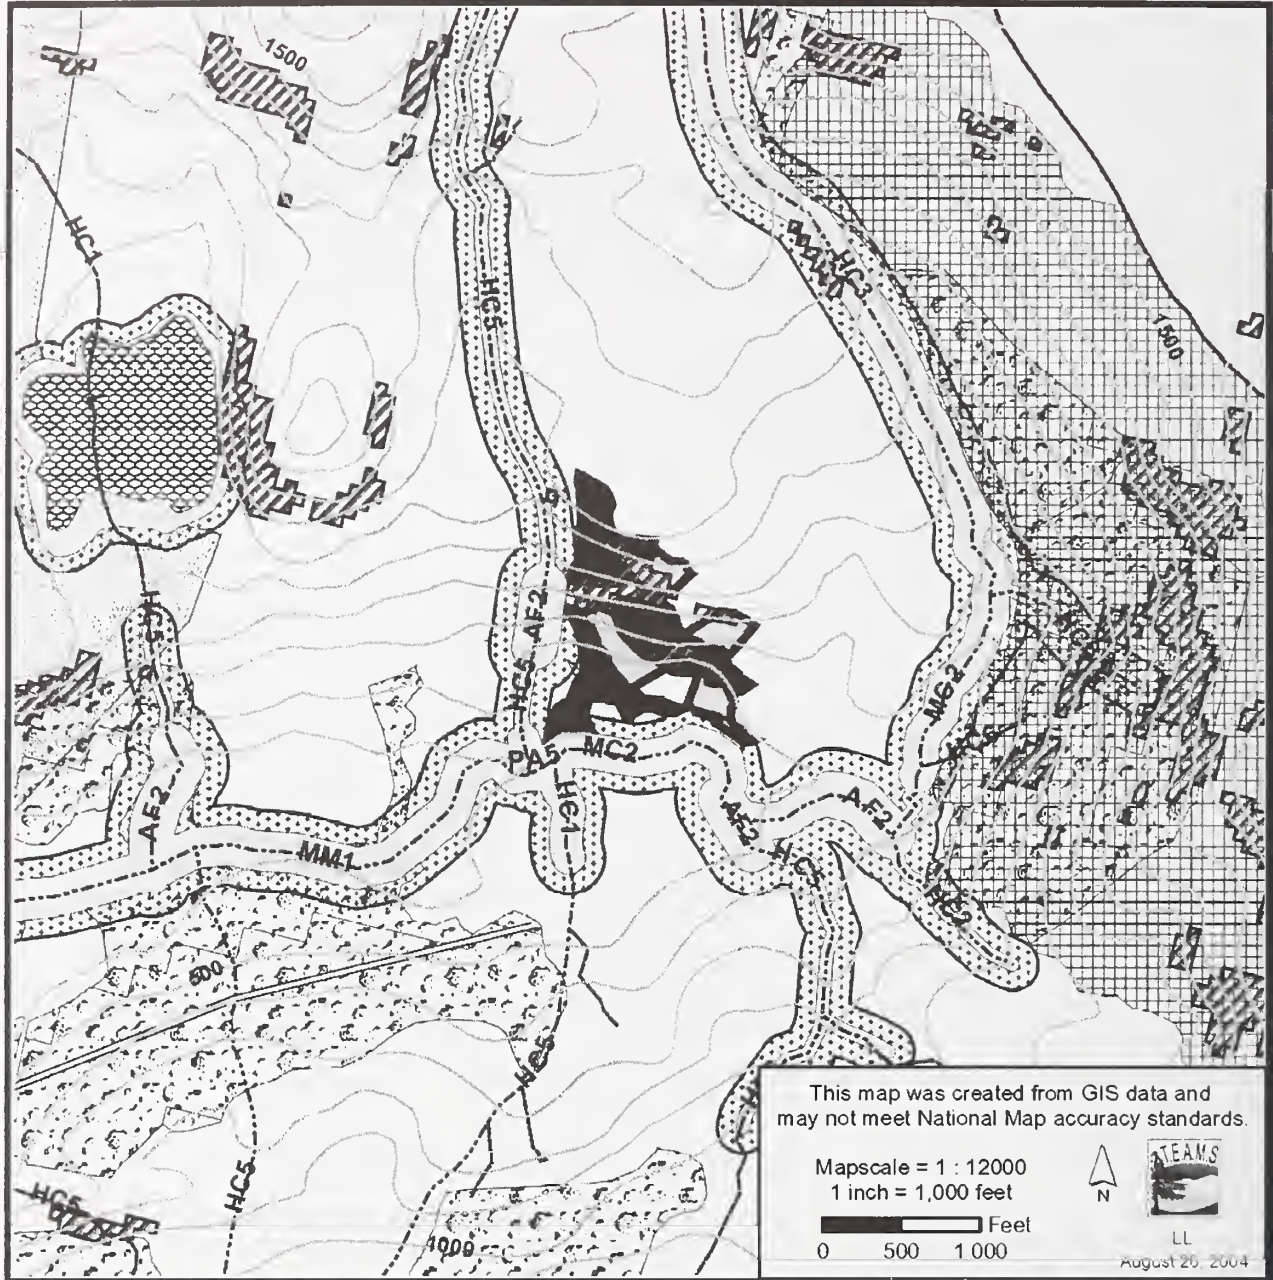 1500
HC1
HC5
HC3
1500
HC5
AF2
HC5
MC2
PA5
MC2
HC1
AF2
AF2
HC5
HC2
AF2
MM1
500
HC5
HC5
HC5
1000
This map was created from GIS data and
may not meet National Map accuracy standards.
Mapscale = 1 : 12000
1 inch = 1,000 feet
Feet
0 500 1 000
N
T.E.A.M.S
LL
August 26, 2004